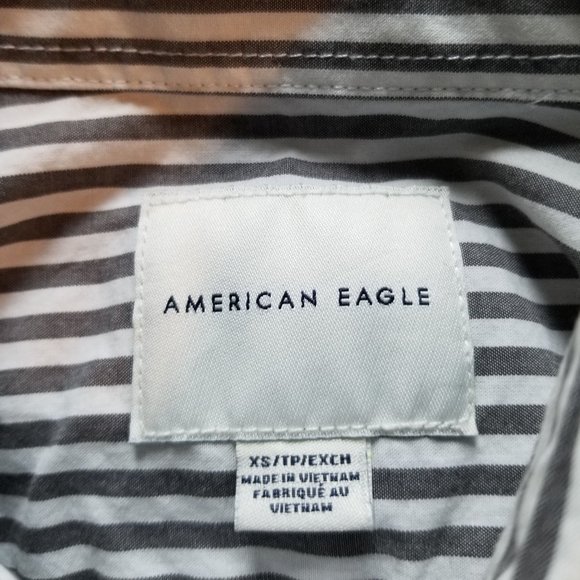 AMERICAN EAGLE
XS/TP/EXCH
MADE IN VIETNAM
FABRIQUÉ AU
VIETNAM